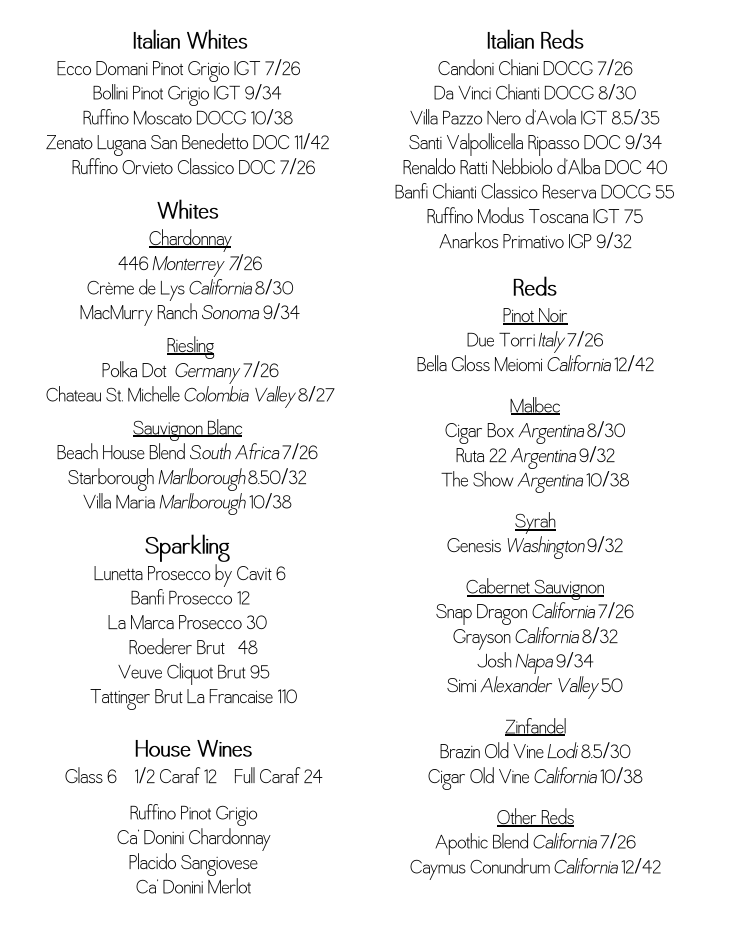 Italian Whites
Ecco Domani Pinot Grigio IGT 7/26
Bollini Pinot Grigio IGT 9/34
Ruffino Moscato DOCG 10/38
Zenato Lugana San Benedetto DOC 11/42
Ruffino Orvieto Classico DOC 7/26
Whites
Chardonnay
446 Monterrey 7/26
Crème de Lys California 8/30
MacMurry Ranch Sonoma 9/34
Riesling
Polka Dot Germany 7/26
Chateau St. Michelle Colombia Valley 8/27
Sauvignon Blanc
Beach House Blend South Africa 7/26
Starborough Marlborough 8.50/32
Villa Maria Marlborough 10/38
Sparkling
Lunetta Prosecco by Cavit 6
Banfi Prosecco 12
La Marca Prosecco 30
Roederer Brut 48
Veuve Cliquot Brut 95
Tattinger Brut La Francaise 110
House Wines
Glass 6 1/2 Caraf 12 Full Caraf 24
Ruffino Pinot Grigio
Ca' Donini Chardonnay
Placido Sangiovese
Ca' Donini Merlot
Italian Reds
Candoni Chiani DOCG 7/26
Da Vinci Chianti DOCG 8/30
Villa Pazzo Nero d'Avola IGT 8.5/35
Santi Valpollicella Ripasso DOC 9/34
Renaldo Ratti Nebbiolo d'Alba DOC 40
Banfi Chianti Classico Reserva DOCG 55
Ruffino Modus Toscana IGT 75
Anarkos Primativo IGP 9/32
Reds
Pinot Noir
Due Torri Italy 7/26
Bella Gloss Meiomi California 12/42
Malbec
Cigar Box Argentina 8/30
Ruta 22 Argentina 9/32
The Show Argentina 10/38
Syrah
Genesis Washington 9/32
Cabernet Sauvignon
Snap Dragon California 7/26
Grayson California 8/32
Josh Napa 9/34
Simi Alexander Valley 50
Zinfandel
Brazin Old Vine Lodi 8.5/30
Cigar Old Vine California 10/38
Other Reds
Apothic Blend California 7/26
Caymus Conundrum California 12/42